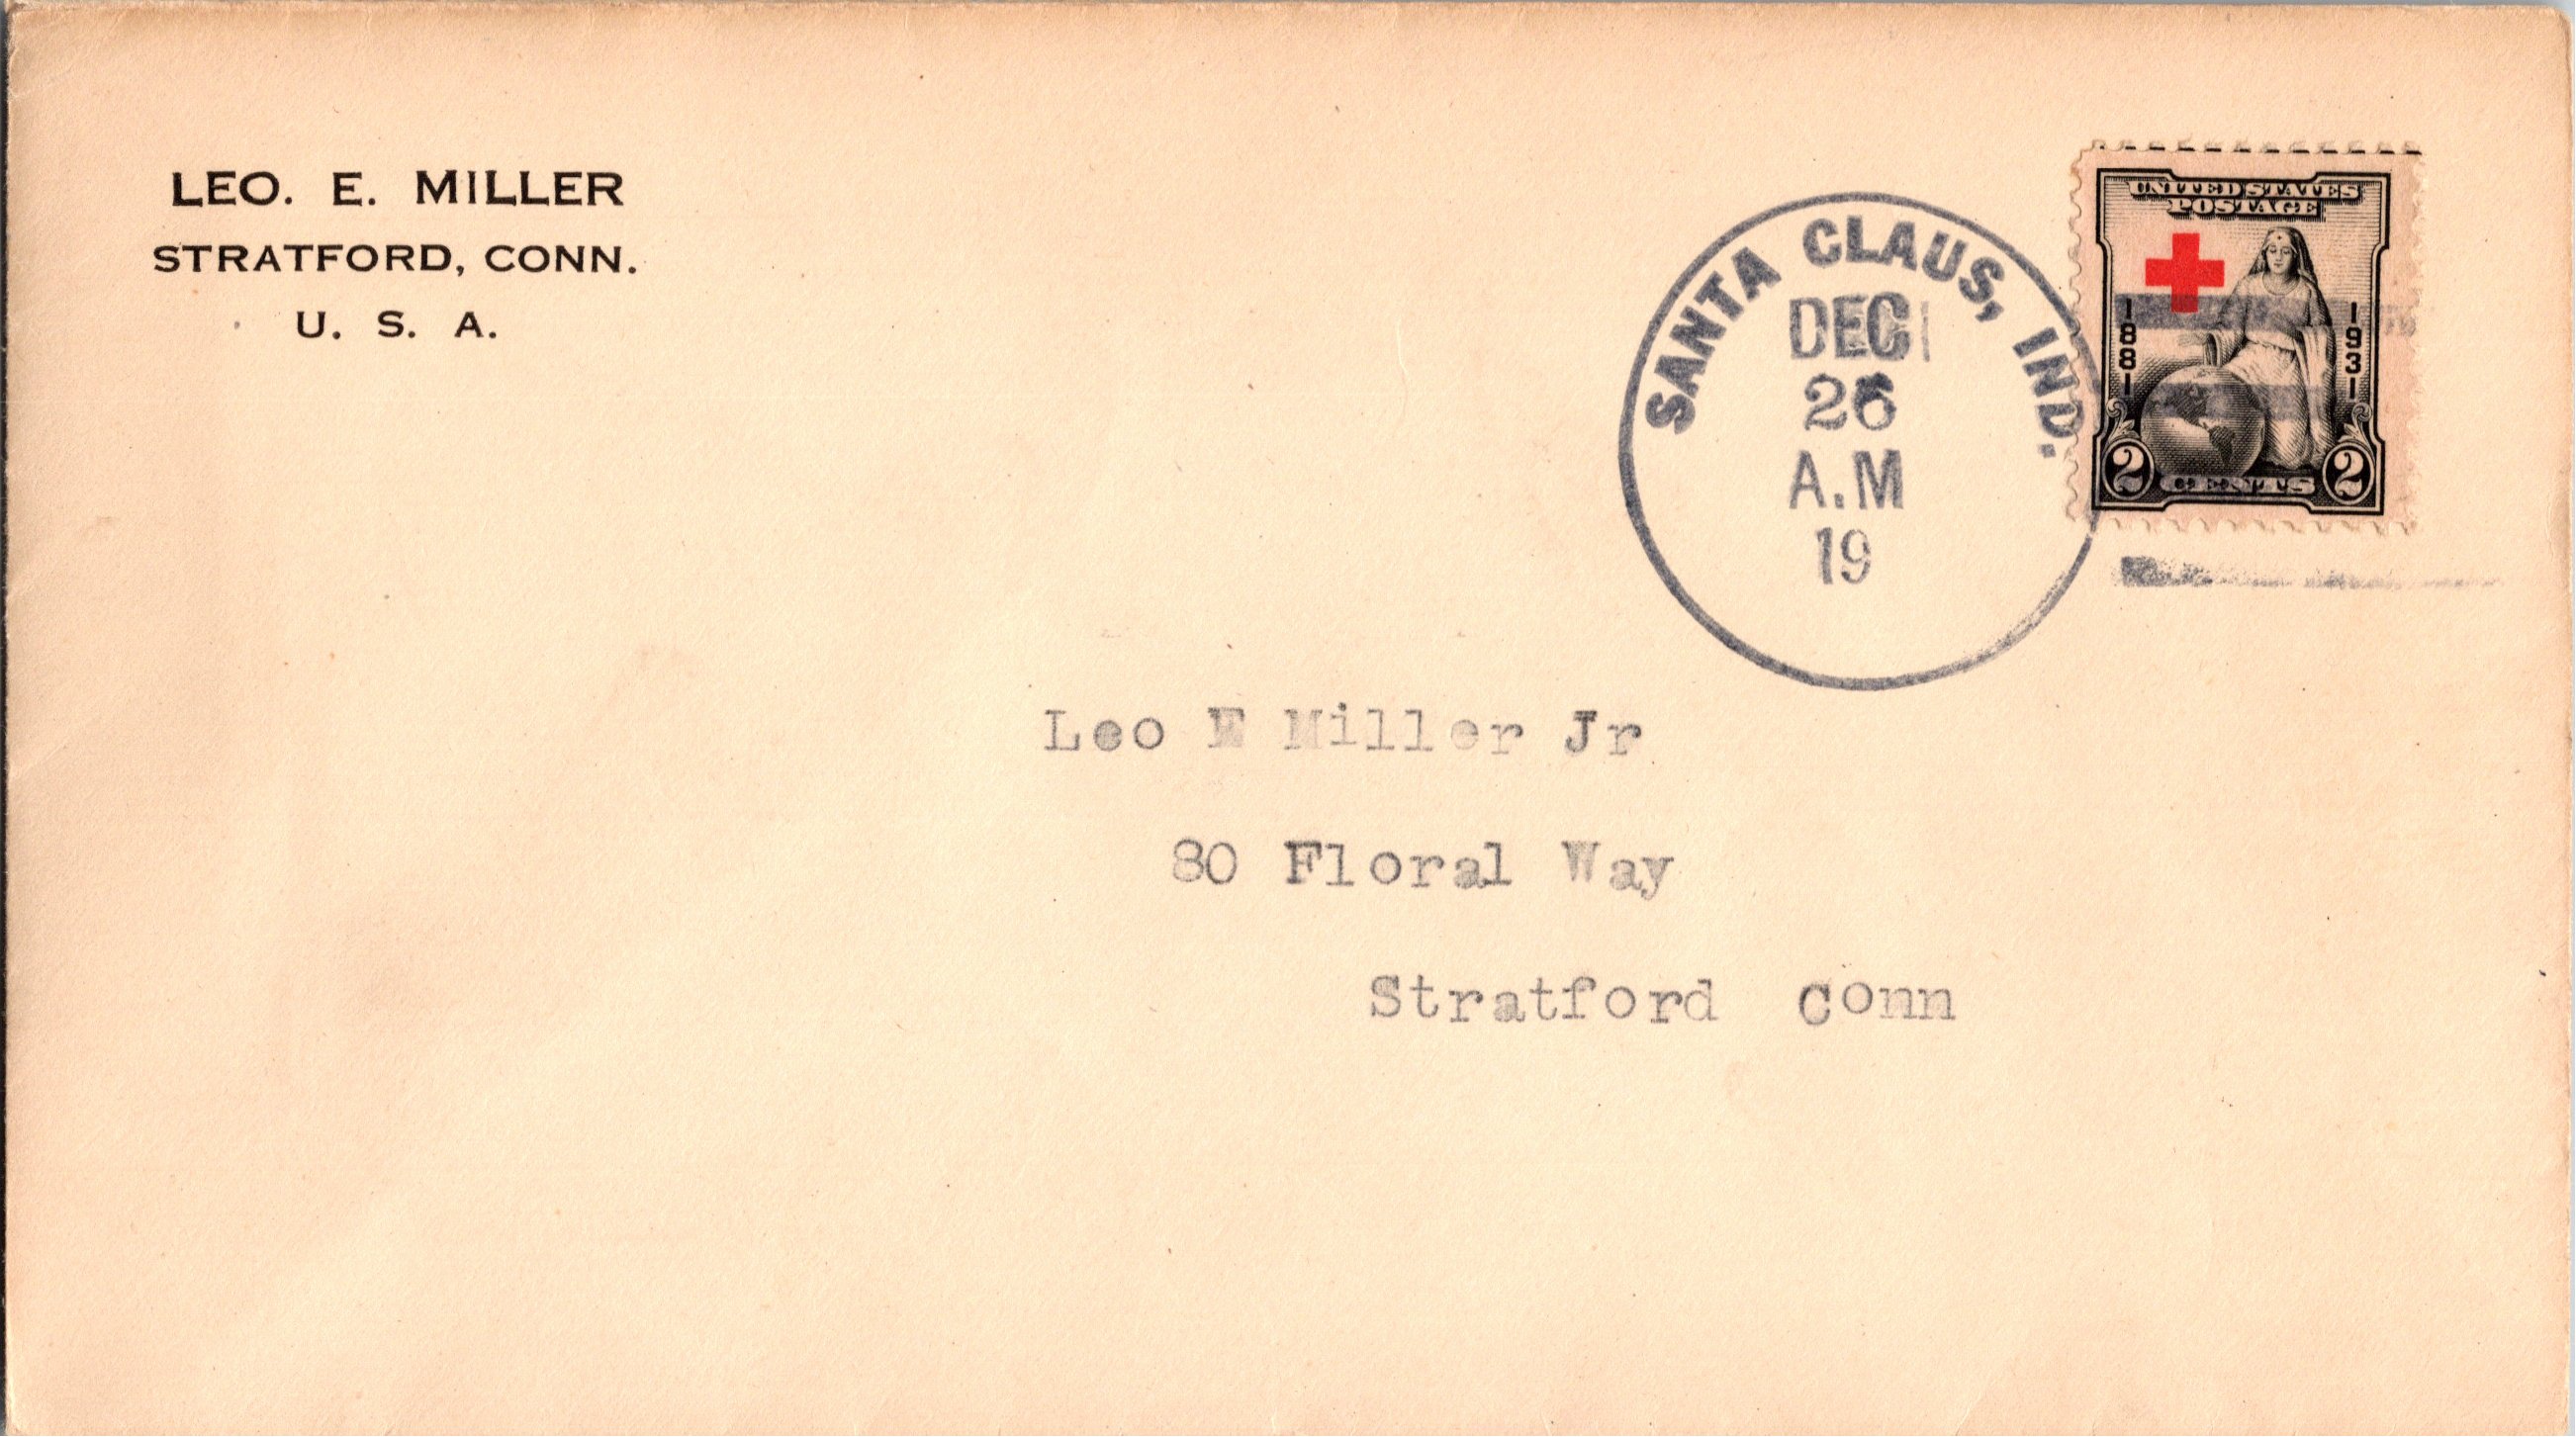 LEO. E. MILLER
STRATFORD, CONN.
U. S. A.
SANTA CLAUS, IND.
DEC
26
A.M
19
UNITED STATES
POSTAGE
1881
1931
2 CENTS 2
Leo E Miller Jr
80 Floral Way
Stratford Conn